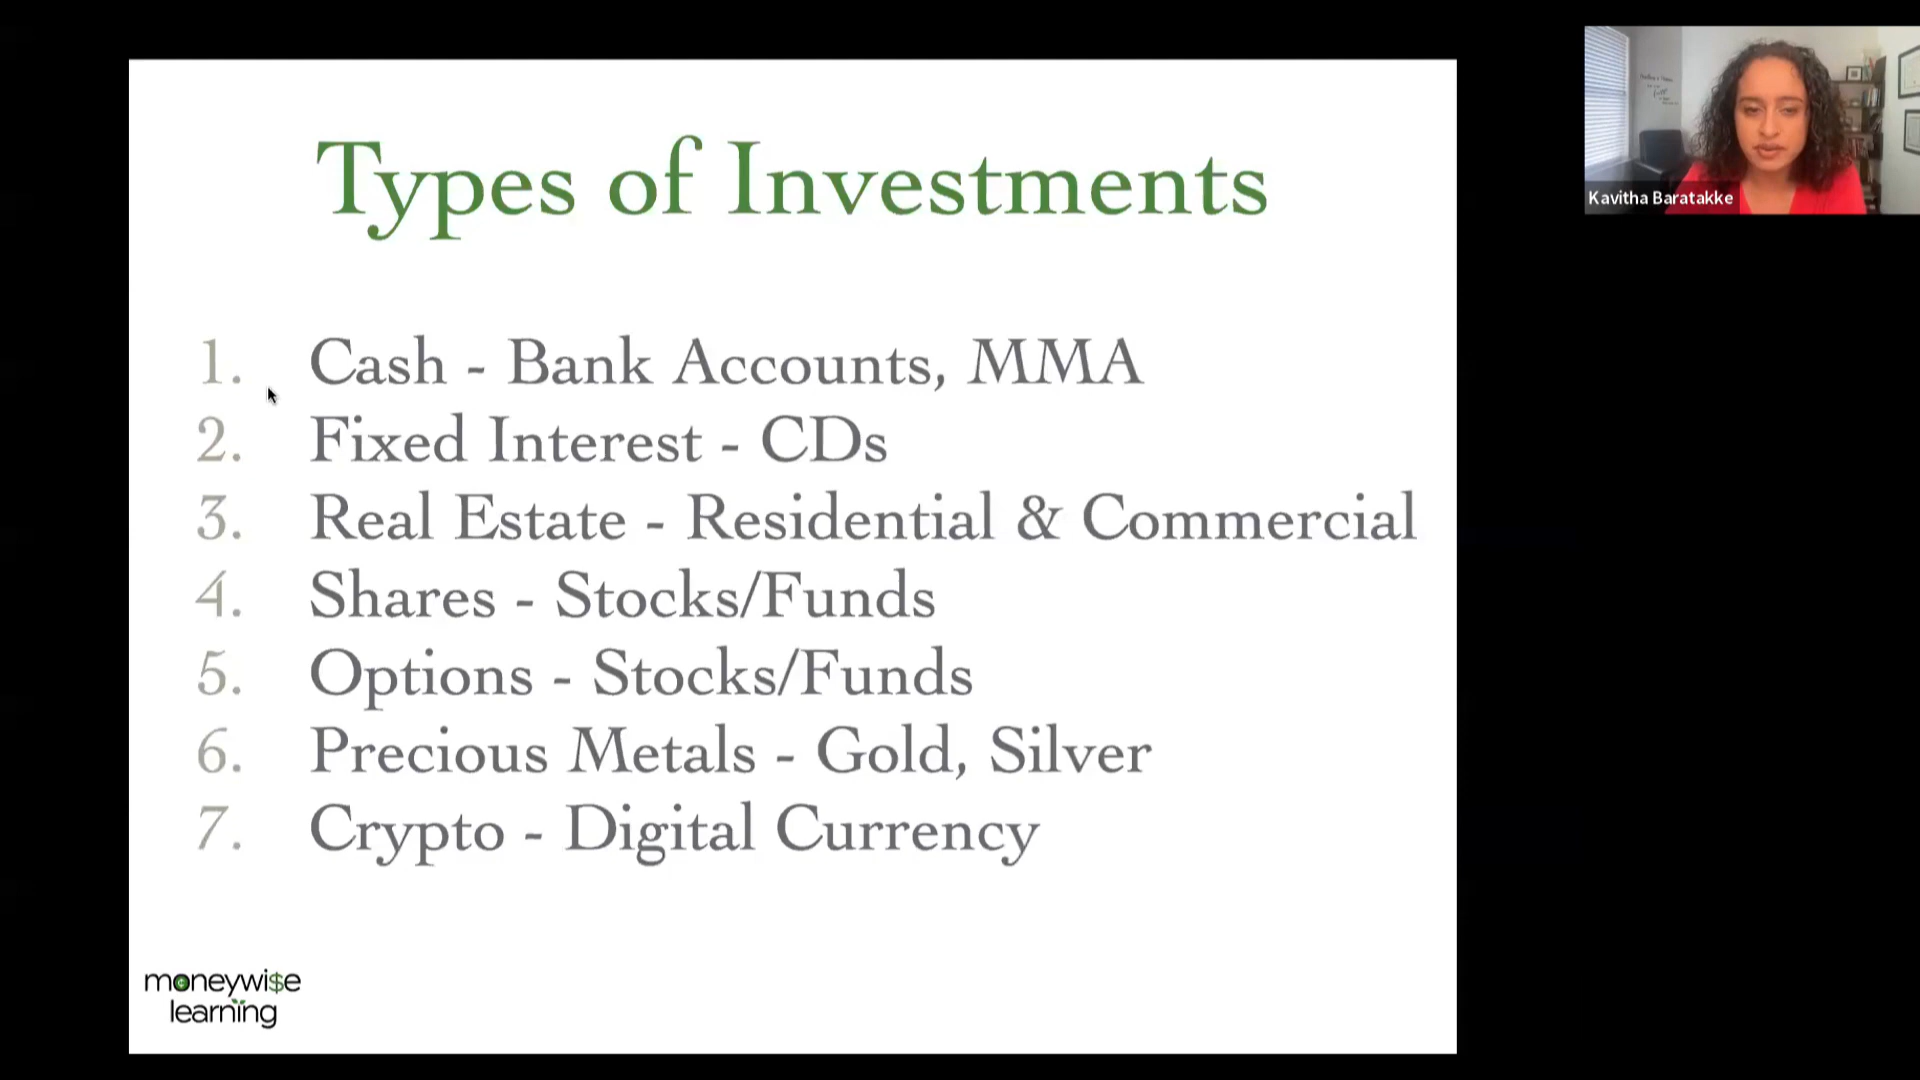 Types of Investments
1. Cash - Bank Accounts, MMA
2. Fixed Interest - CDs
3. Real Estate - Residential & Commercial
4. Shares - Stocks/Funds
5. Options - Stocks/Funds
6. Precious Metals - Gold, Silver
7. Crypto - Digital Currency
moneywi$e
learning
Kavitha Baratakke